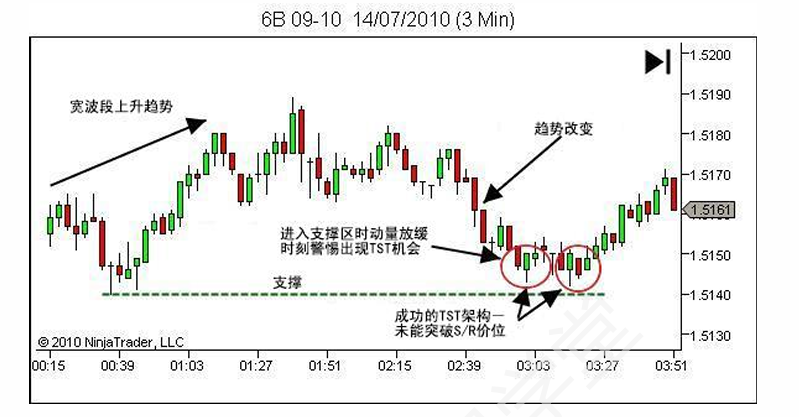 6B 09-10 14/07/2010 (3 Min)
1.5200
宽波段上升趋势
1.5190
趋势改变
1.5180
1.5170
1.5161
进入支撑区时动量放缓
时刻警惕出现TST机会
1.5150
支撑
1.5140
成功的TST架构—
未能突破S/R价位
1.5130
© 2010 NinjaTrader, LLC
00:15 00:39 01:03 01:27 01:51 02:15 02:39 03:03 03:27 03:51